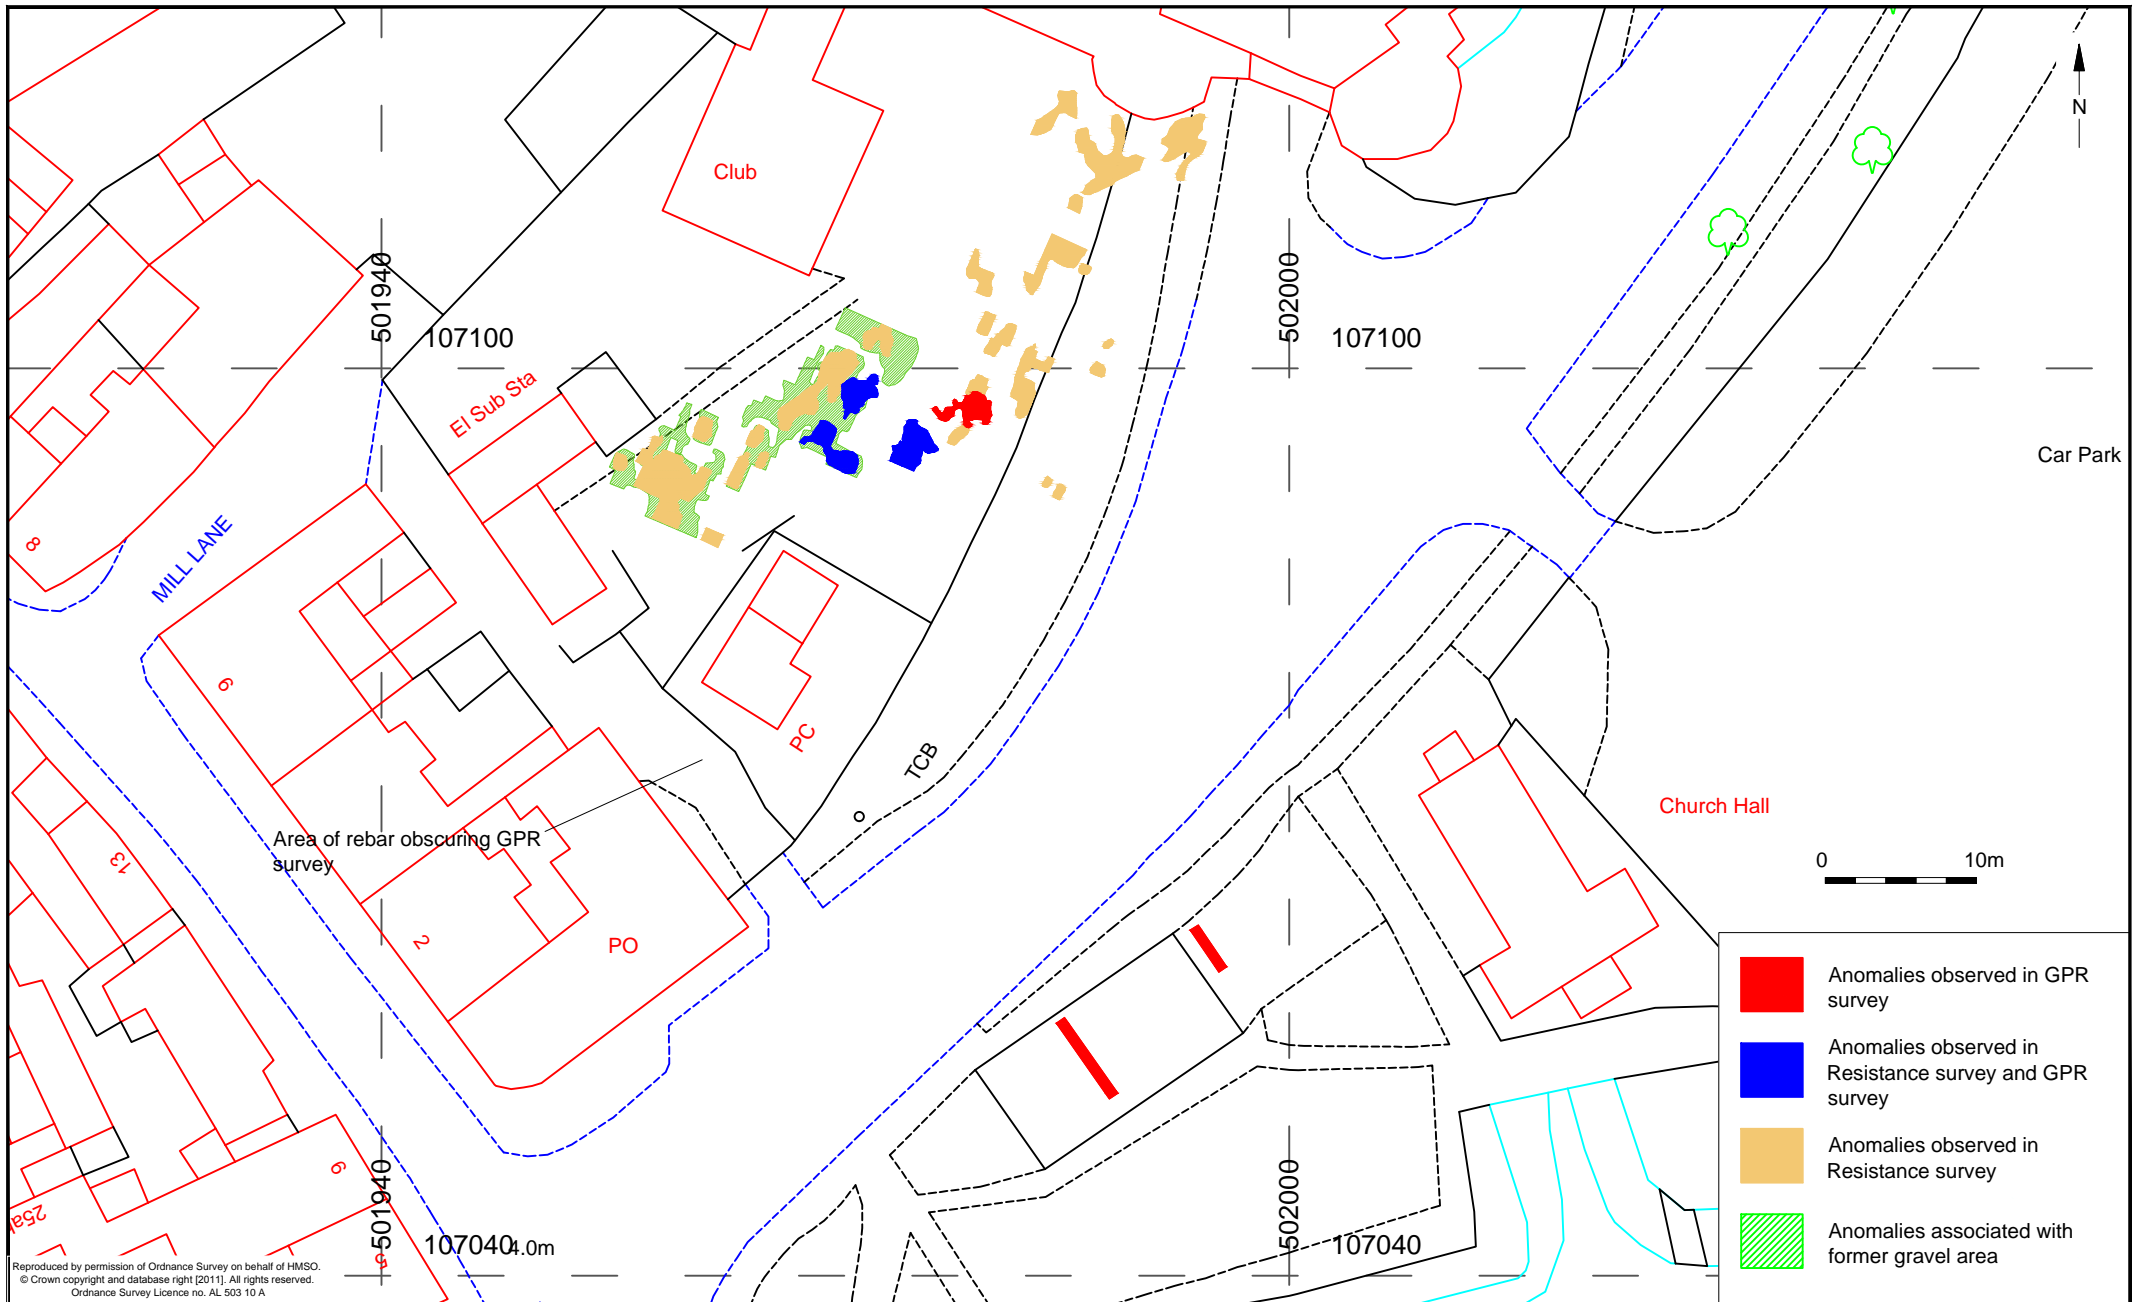 N
Club
501940
502000
107100
107100
El Sub Sta
Car Park
8
MILL LANE
9
PC
TCB
Church Hall
0 10m
Area of rebar obscuring GPR
survey
13
2
PO
Anomalies observed in GPR
survey
Anomalies observed in
Resistance survey and GPR
survey
Anomalies observed in
Resistance survey
Anomalies associated with
former gravel area
9
25a
5
501940
502000
107040
4.0m
107040
Reproduced by permission of Ordnance Survey on behalf of HMSO.
© Crown copyright and database right [2011]. All rights reserved.
Ordnance Survey Licence no. AL 503 10 A